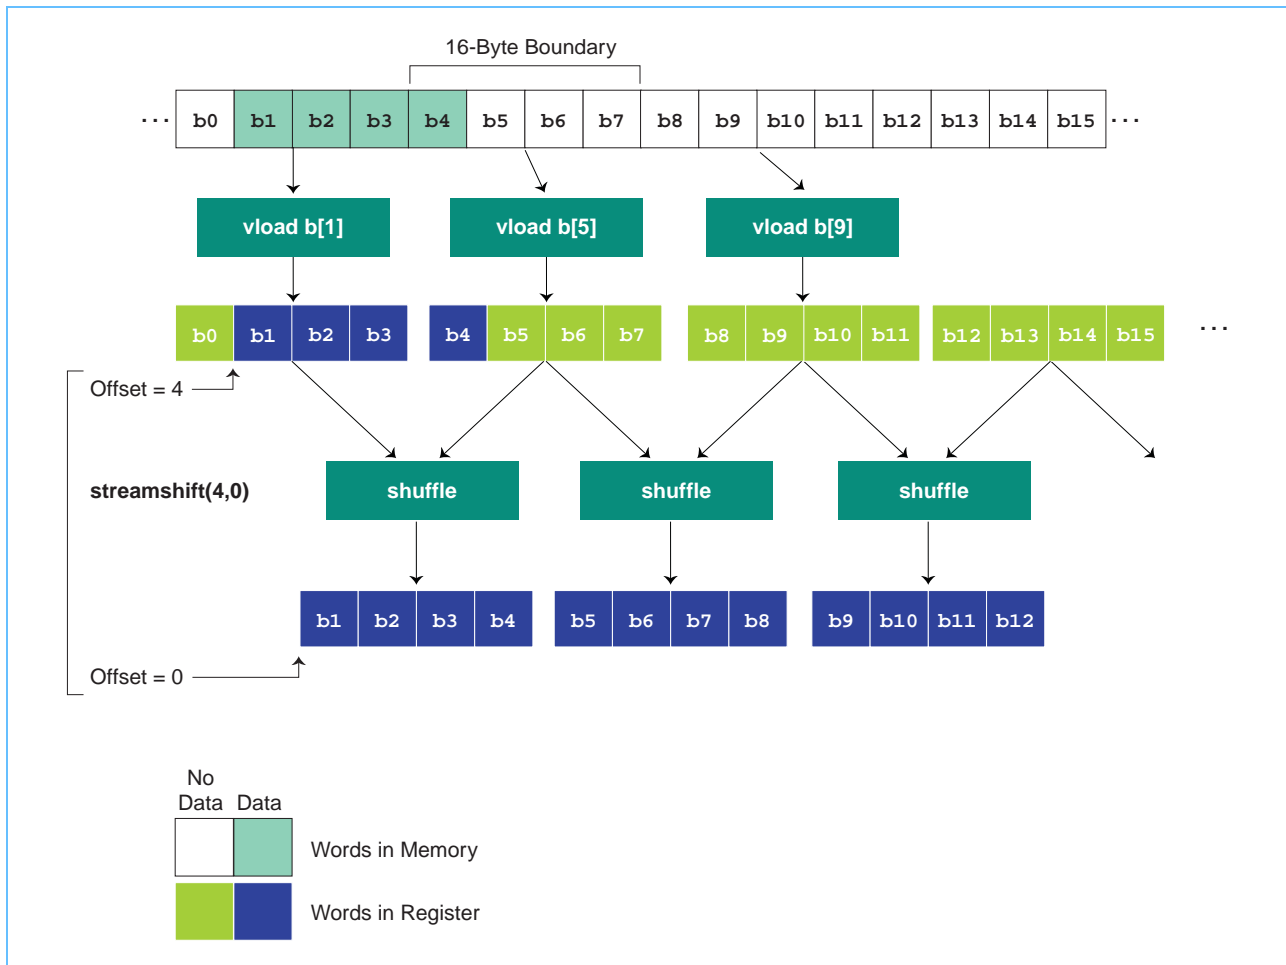 16-Byte Boundary
... b0 b1 b2 b3 b4 b5 b6 b7 b8 b9 b10 b11 b12 b13 b14 b15 ...
vload b[1] vload b[5] vload b[9]
b0 b1 b2 b3 b4 b5 b6 b7 b8 b9 b10 b11 b12 b13 b14 b15 ...
Offset = 4
streamshift(4,0) shuffle shuffle shuffle
b1 b2 b3 b4 b5 b6 b7 b8 b9 b10 b11 b12
Offset = 0
No
Data Data
Words in Memory
Words in Register